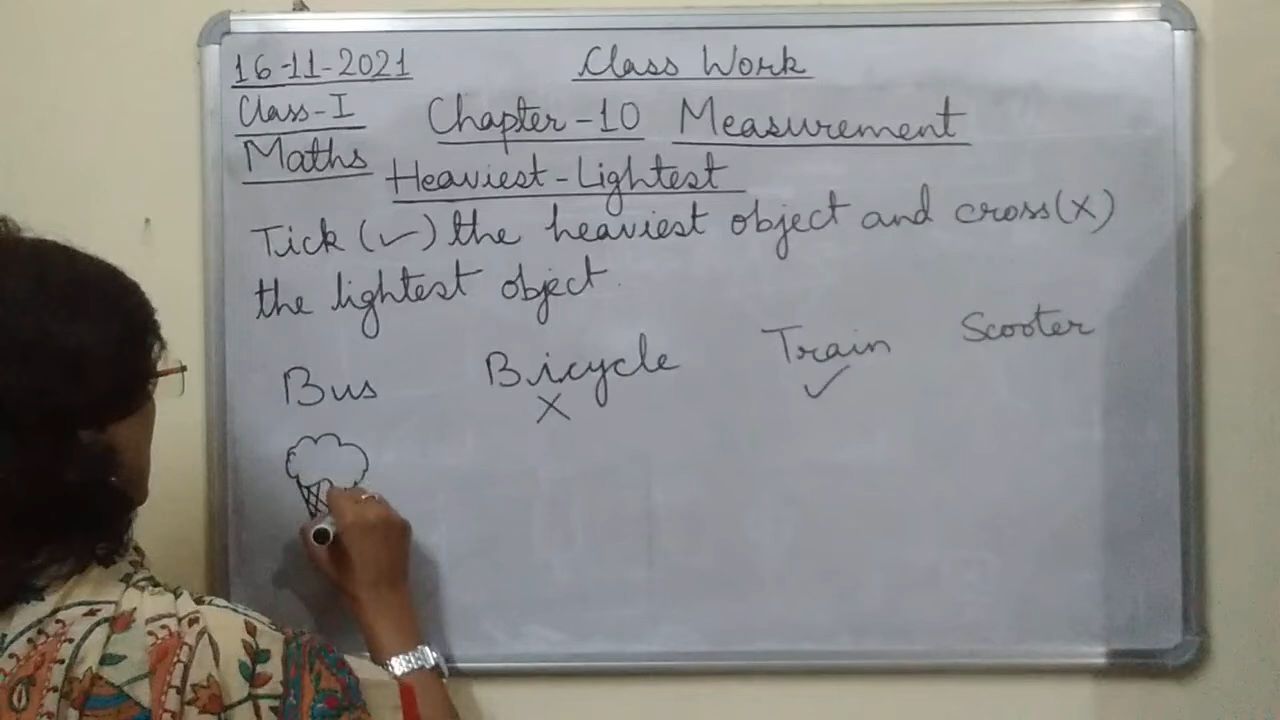 16-11-2021 Class Work
Class-I Chapter-10 Measurement
Maths Heaviest-Lightest
Tick (✓) the heaviest object and cross(X)
the lightest object.
Bus Bicycle Train Scooter
X ✓